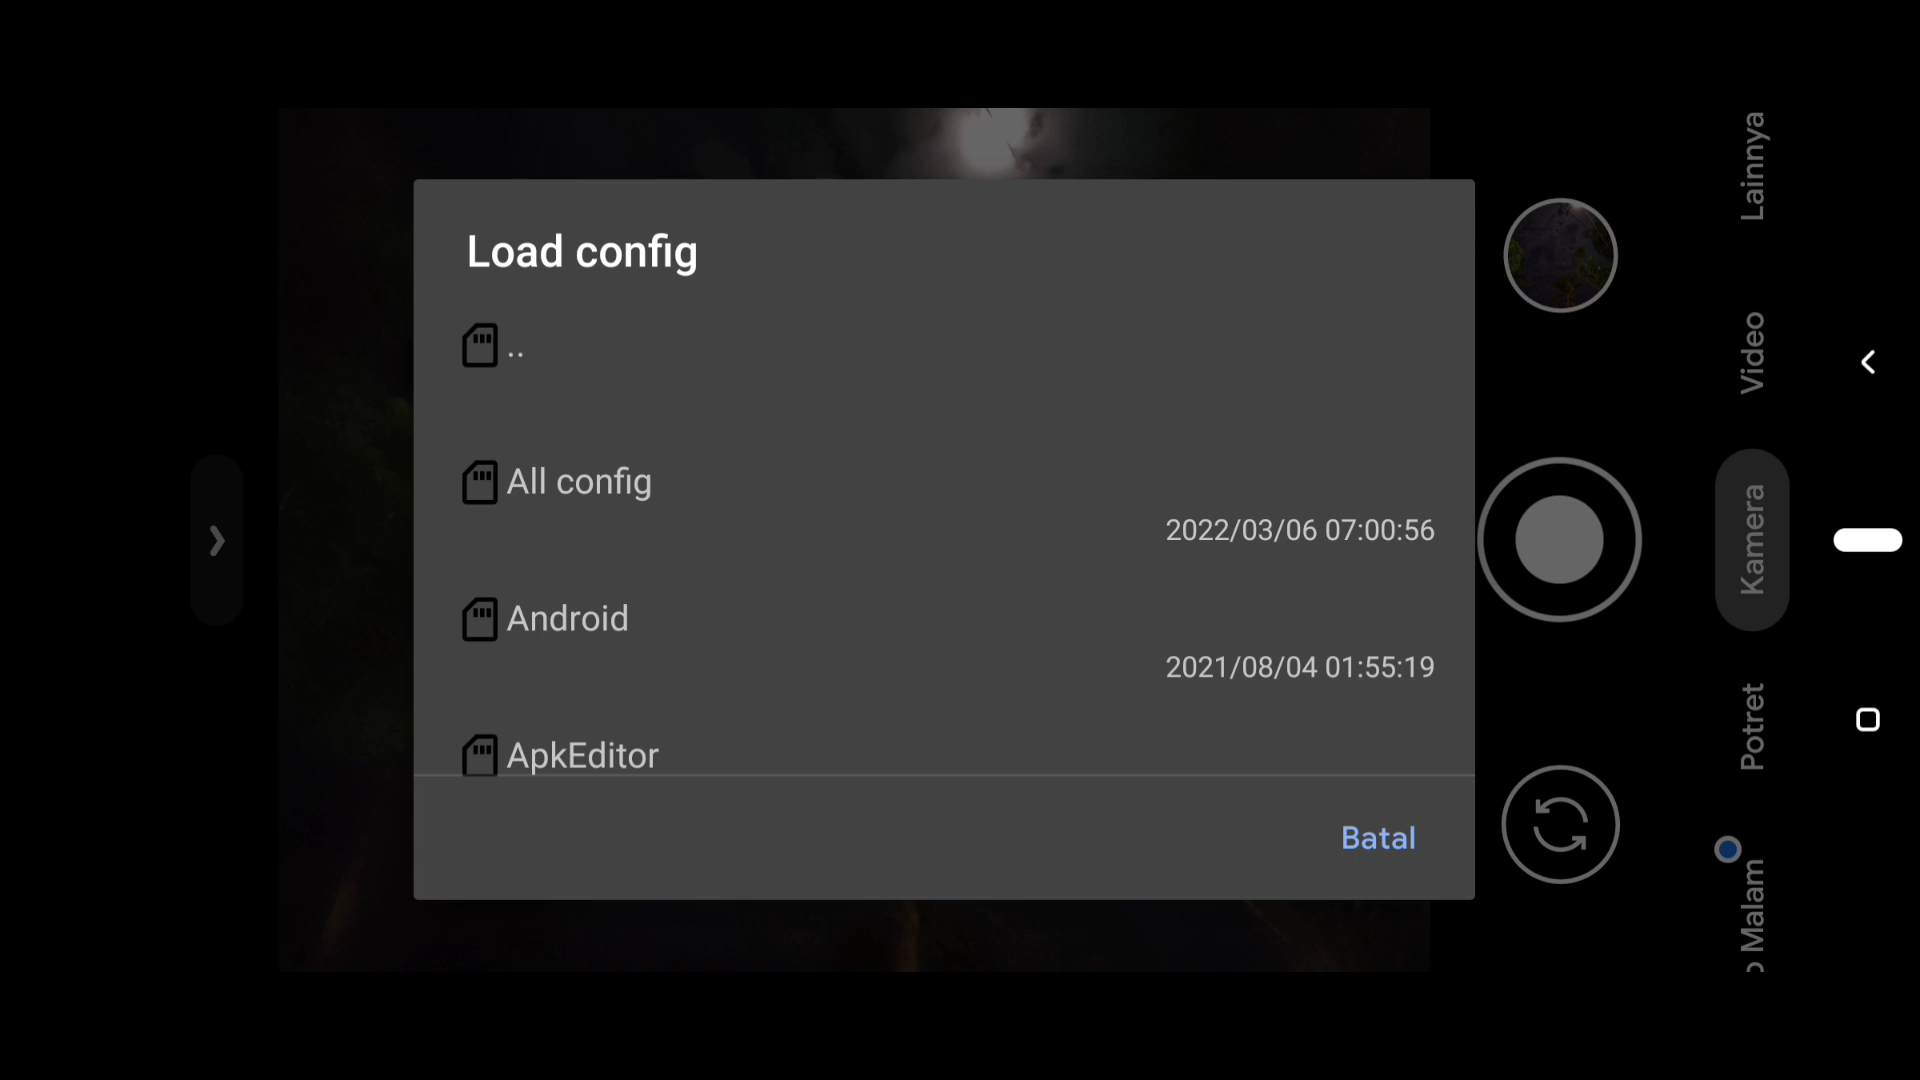 Load config
..
All config
2022/03/06 07:00:56
Android
2021/08/04 01:55:19
ApkEditor
Batal
Lainnya
Video
Kamera
Potret
Malam